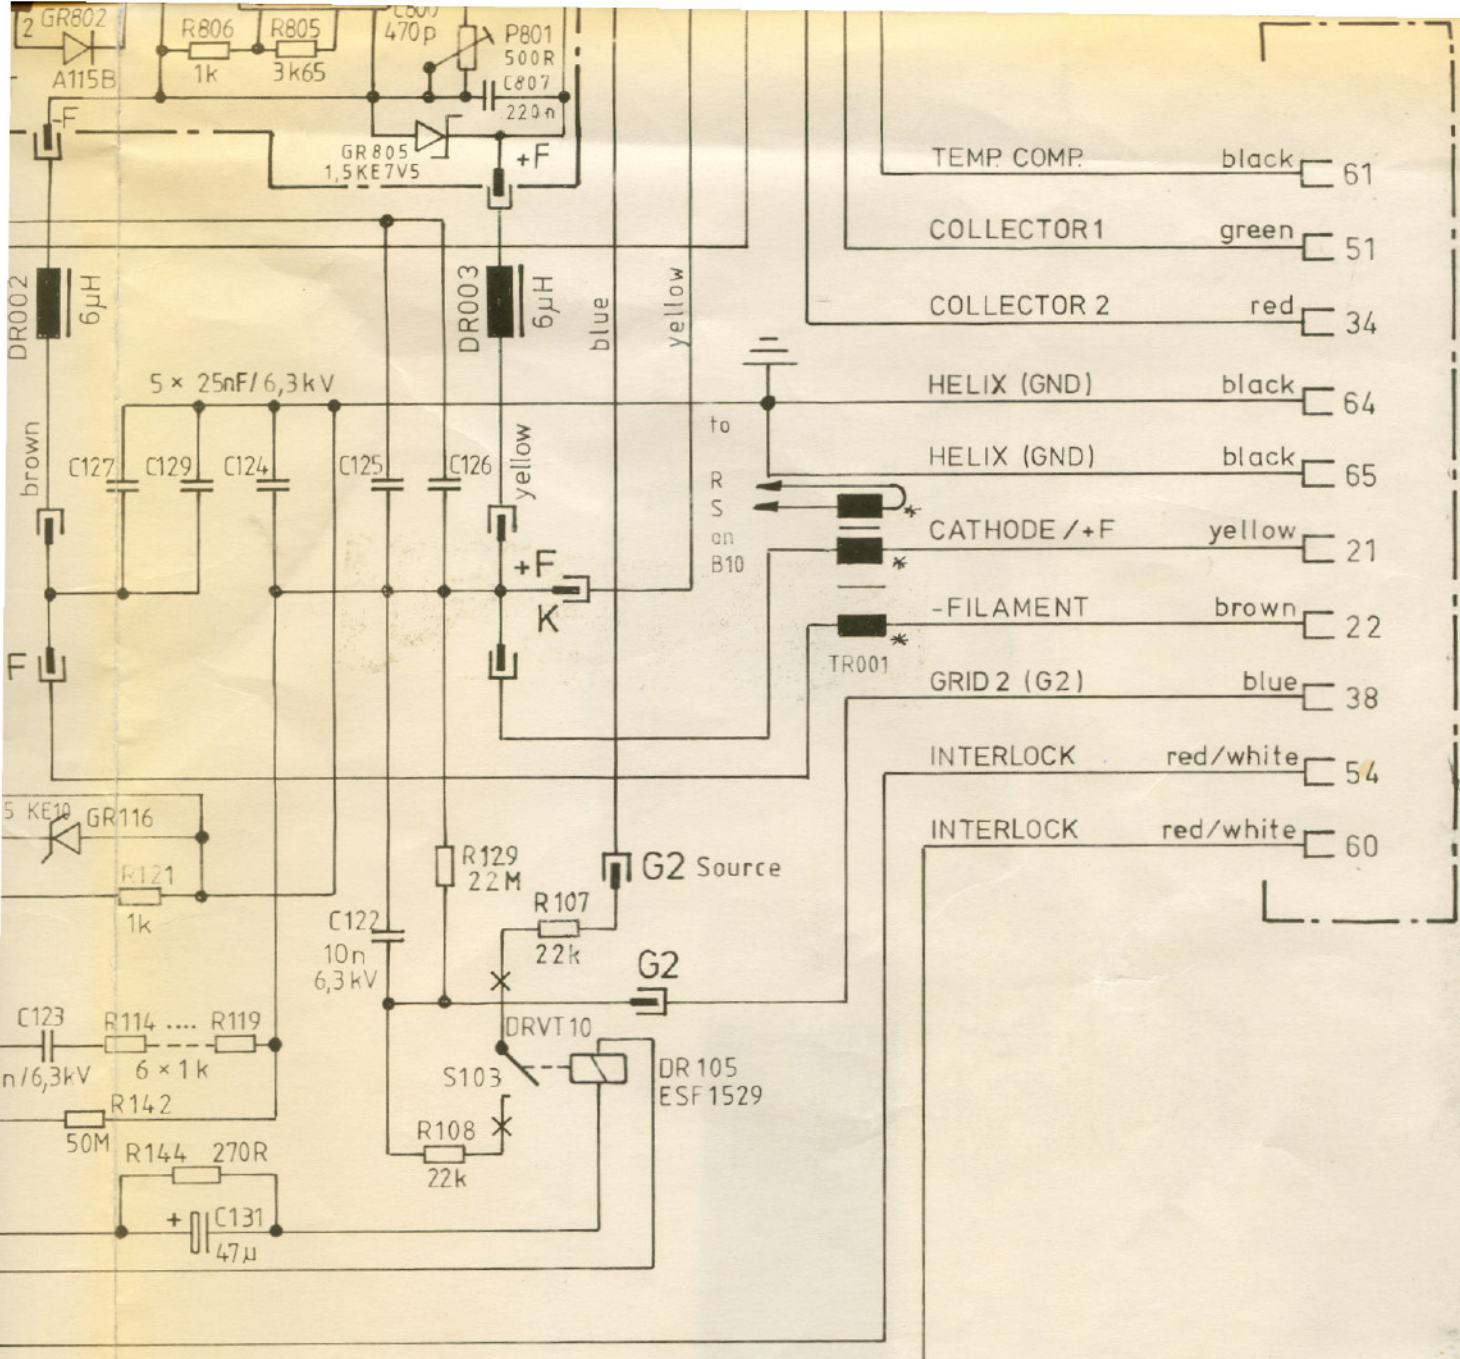 2
GR802
A115B
R806
1k
R805
3k65
470p
P801
500R
C807
220n
-F
GR805
1,5KE7V5
+F
TEMP. COMP.
black
61
COLLECTOR 1
green
51
COLLECTOR 2
red
34
HELIX (GND)
black
64
HELIX (GND)
black
65
CATHODE/+F
yellow
21
-FILAMENT
brown
22
GRID 2 (G2)
blue
38
INTERLOCK
red/white
54
INTERLOCK
red/white
60
DR002
6µH
DR003
6µH
blue
yellow
5 × 25nF/6,3kV
brown
C127
C129
C124
C125
C126
yellow
to
R
S
an
B10
*
*
*
TR001
+F
K
F
5 KE10
GR116
R121
1k
R129
22M
G2 Source
R107
22k
C122
10n
6,3kV
G2
C123
n/6,3kV
R114 .... R119
6 × 1k
DRVT10
S103
DR105
ESF1529
R142
50M
R108
22k
R144
270R
+
C131
47µ